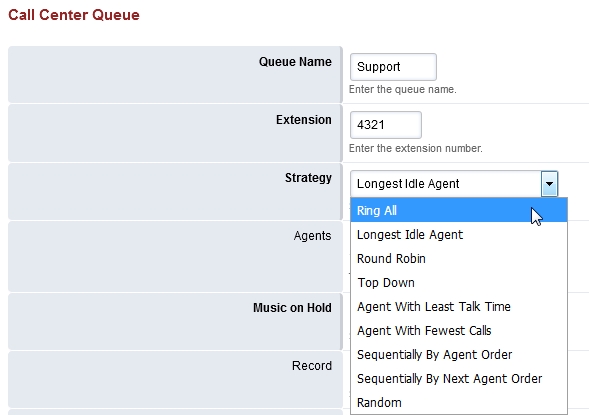 Call Center Queue
Queue Name
Support
Enter the queue name.
Extension
4321
Enter the extension number.
Strategy
Longest Idle Agent
Ring All
Longest Idle Agent
Round Robin
Top Down
Agent With Least Talk Time
Agent With Fewest Calls
Sequentially By Agent Order
Sequentially By Next Agent Order
Random
Agents
Music on Hold
Record